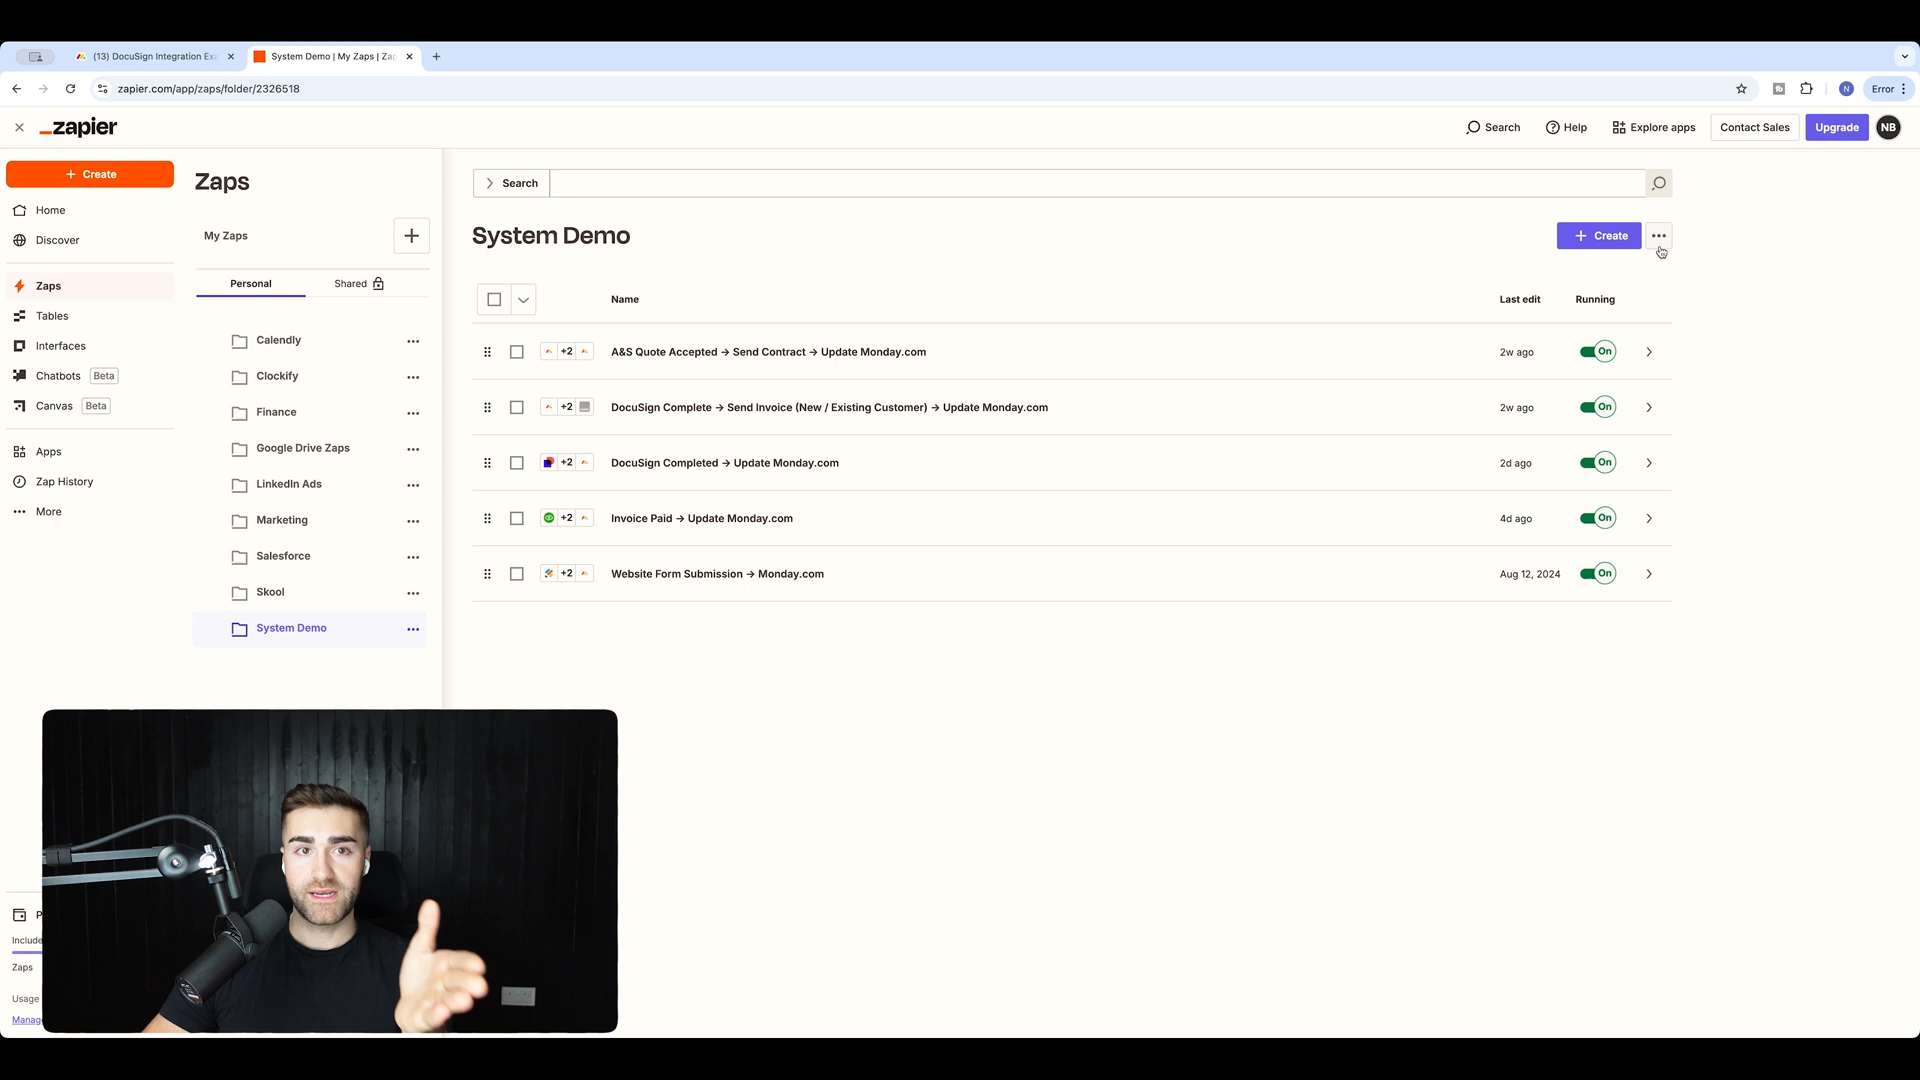 (13) DocuSign Integration Exa
System Demo | My Zaps | Zap
zapier.com/app/zaps/folder/2326518
N
Error
zapier
Search
Help
Explore apps
Contact Sales
Upgrade
NB
Create
Home
Discover
Zaps
Tables
Interfaces
Chatbots Beta
Canvas Beta
Apps
Zap History
More
P
Include
Zaps
Usage
Manag
Zaps
My Zaps
Personal
Shared
Calendly
Clockify
Finance
Google Drive Zaps
LinkedIn Ads
Marketing
Salesforce
Skool
System Demo
Search
System Demo
Create
Name Last edit Running
+2 A&S Quote Accepted → Send Contract → Update Monday.com 2w ago On
+2 DocuSign Complete → Send Invoice (New / Existing Customer) → Update Monday.com 2w ago On
+2 DocuSign Completed → Update Monday.com 2d ago On
+2 Invoice Paid → Update Monday.com 4d ago On
+2 Website Form Submission → Monday.com Aug 12, 2024 On